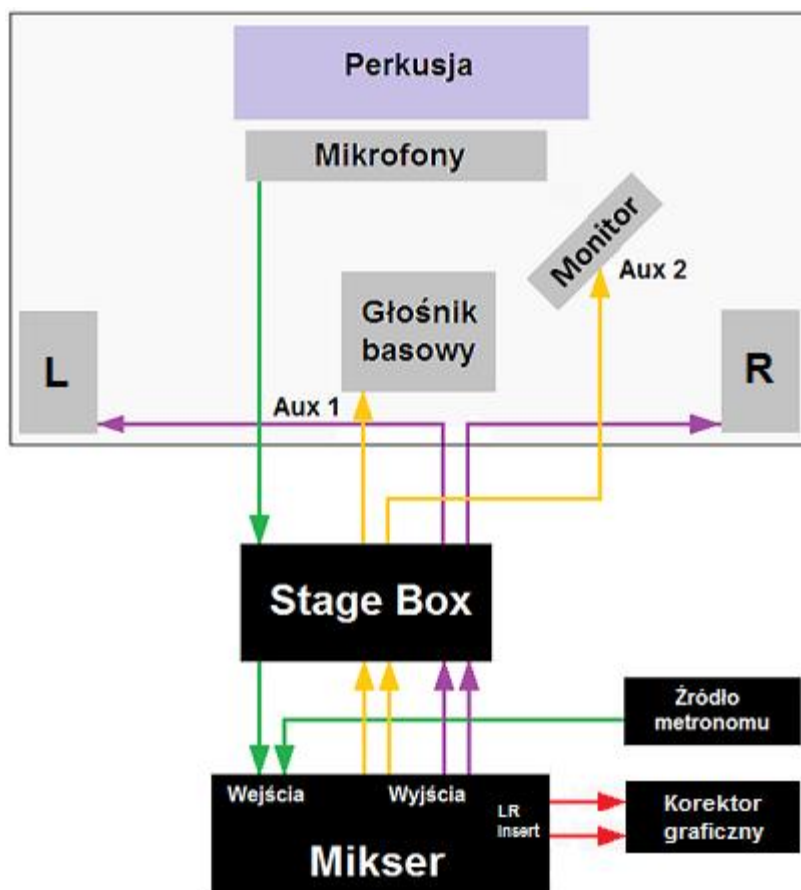 Perkusja
Mikrofony
Monitor
Aux 2
Głośnik
basowy
L
R
Aux 1
Stage Box
Źródło
metronomu
Wejścia
Wyjścia
LR
Insert
Korektor
graficzny
Mikser